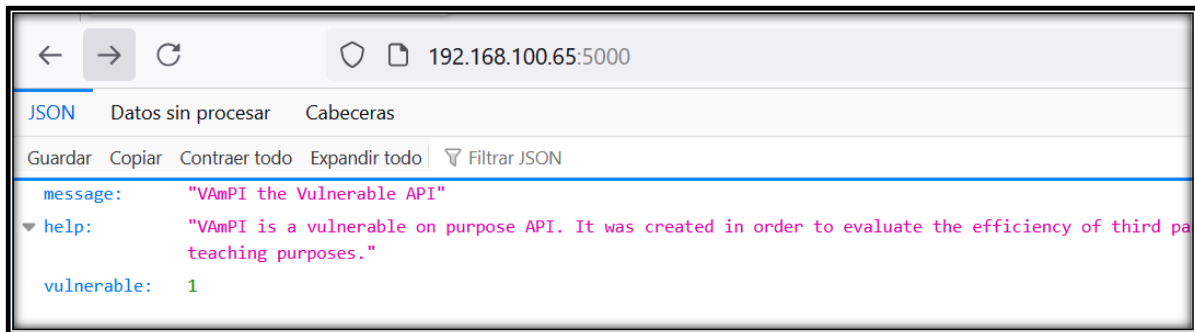 192.168.100.65:5000
JSON Datos sin procesar Cabeceras
Guardar Copiar Contraer todo Expandir todo Filtrar JSON
message: "VAmPI the Vulnerable API"
help: "VAmPI is a vulnerable on purpose API. It was created in order to evaluate the efficiency of third pa
teaching purposes."
vulnerable: 1